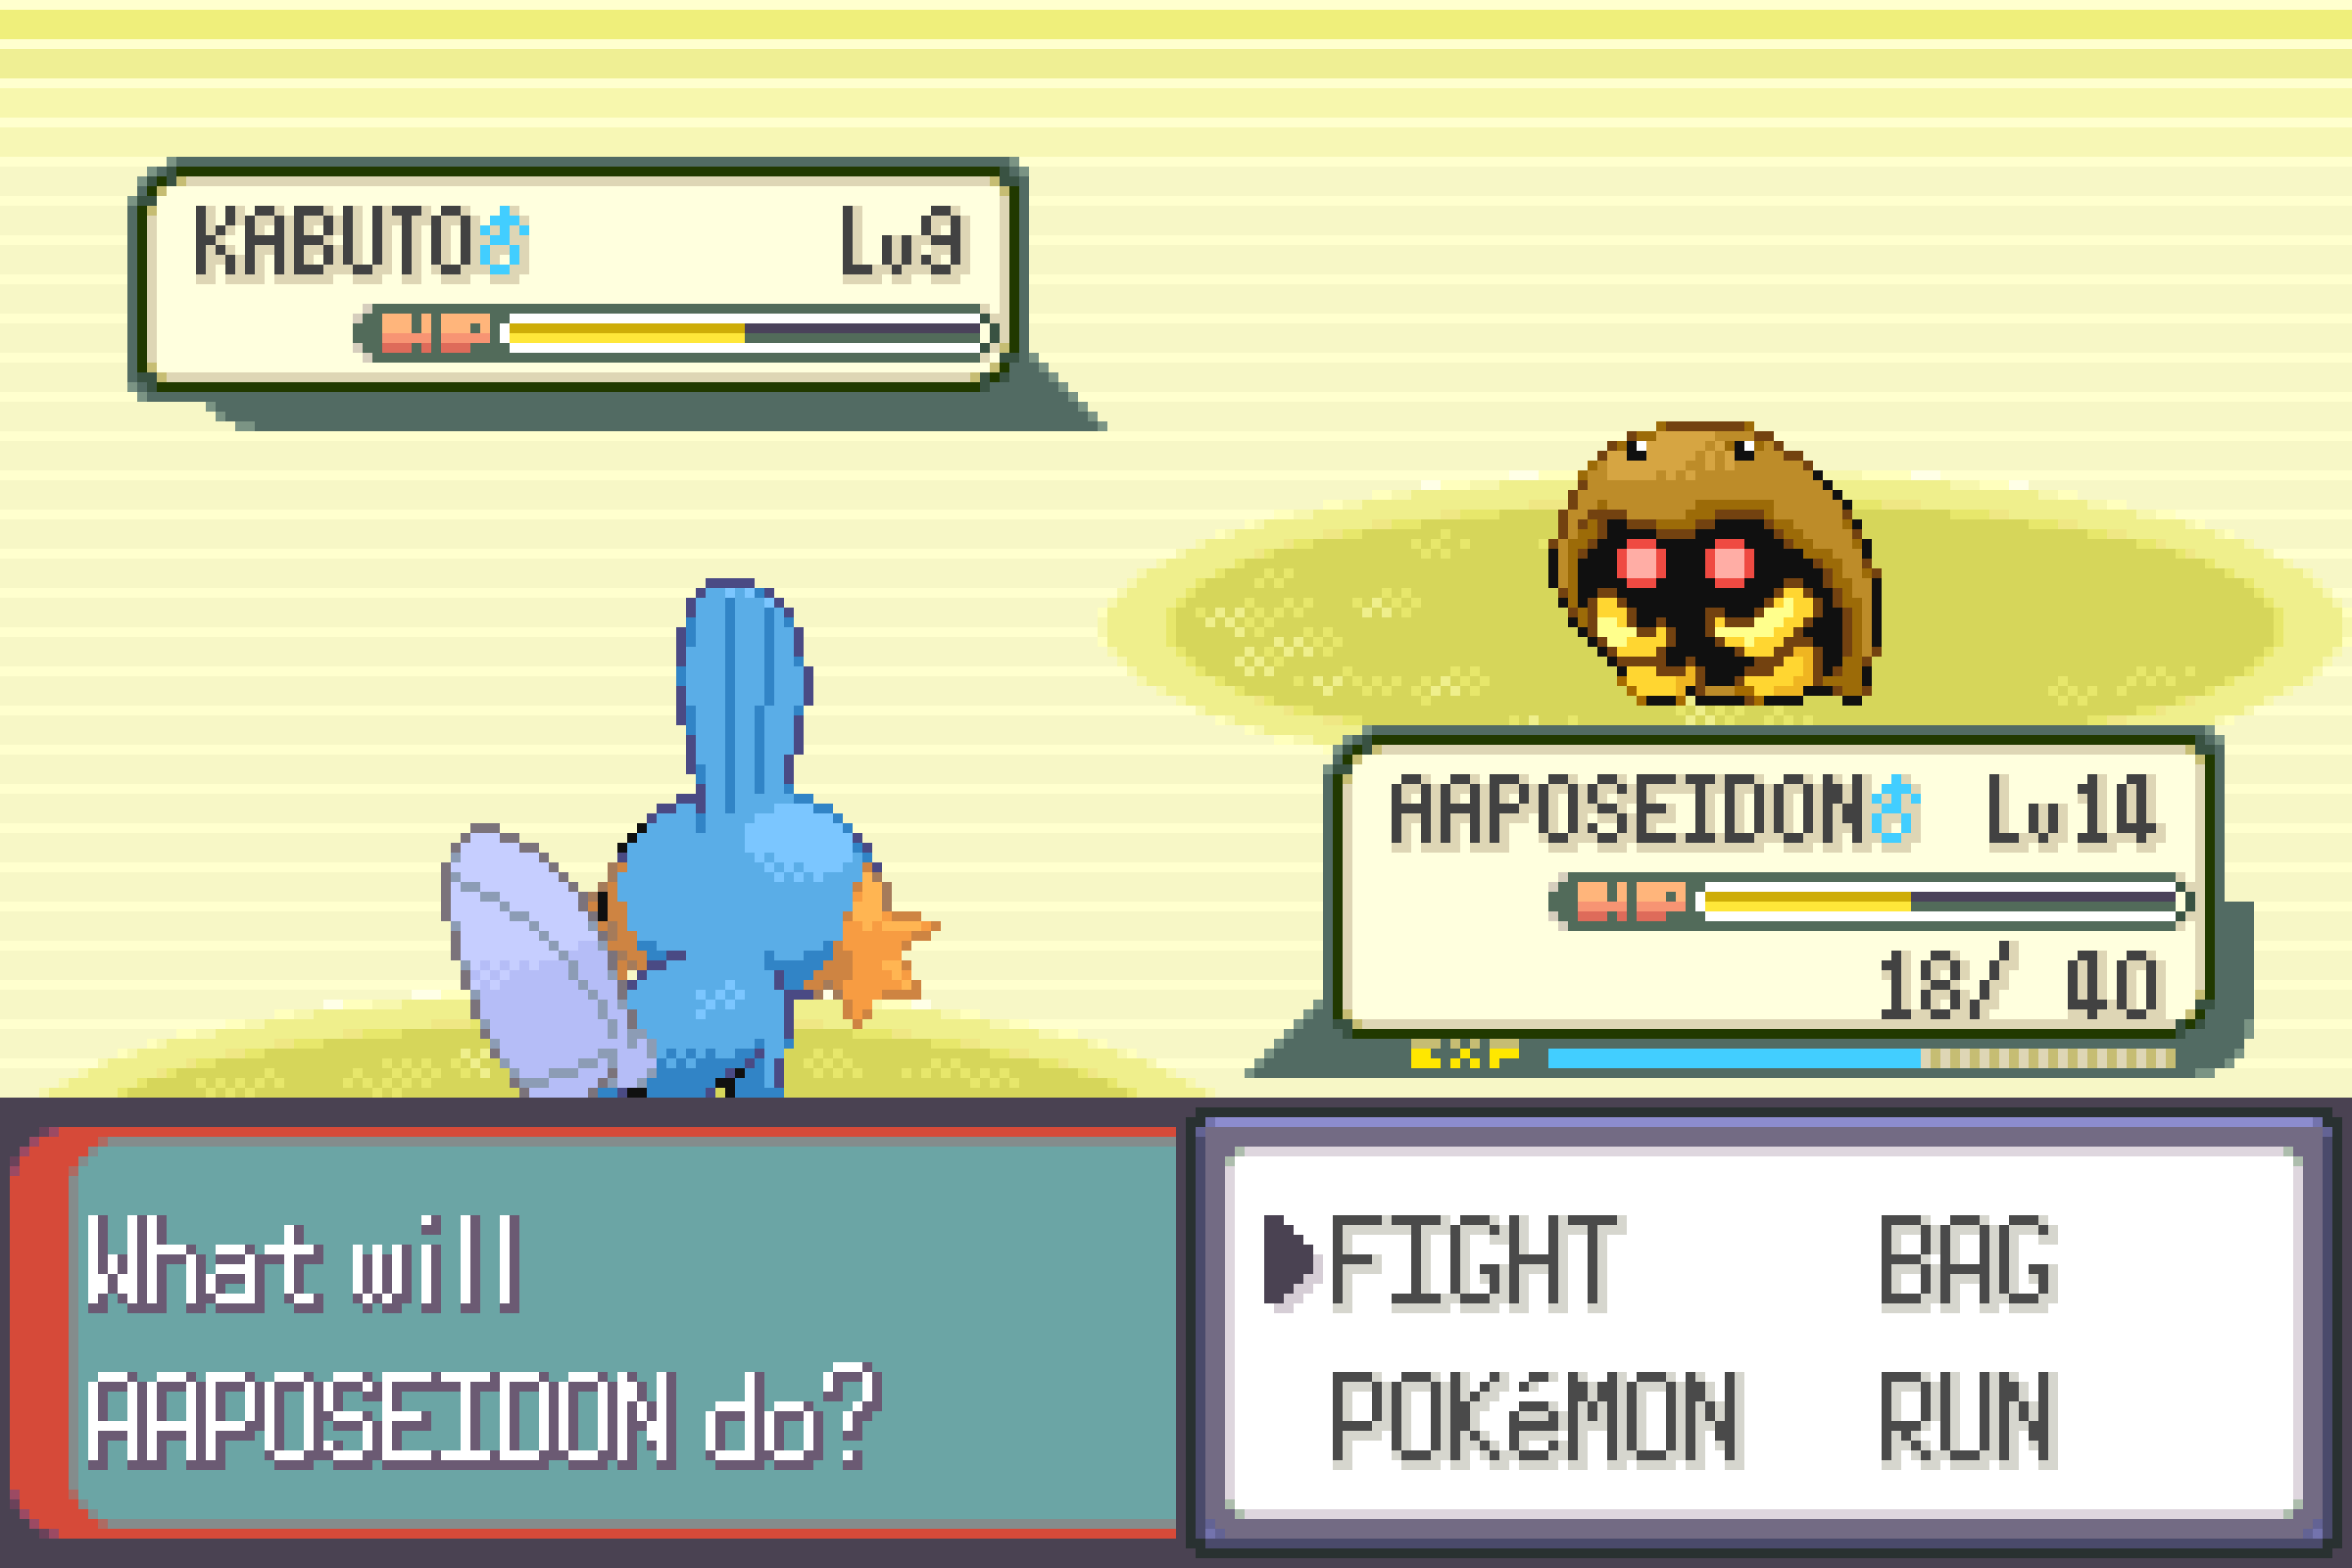 KABUTO♂ Lv9
HP
AAPOSEIDON♂ Lv14
HP
18/ 40
EXP
What will
AAPOSEIDON do?
FIGHT BAG
POKéMON RUN